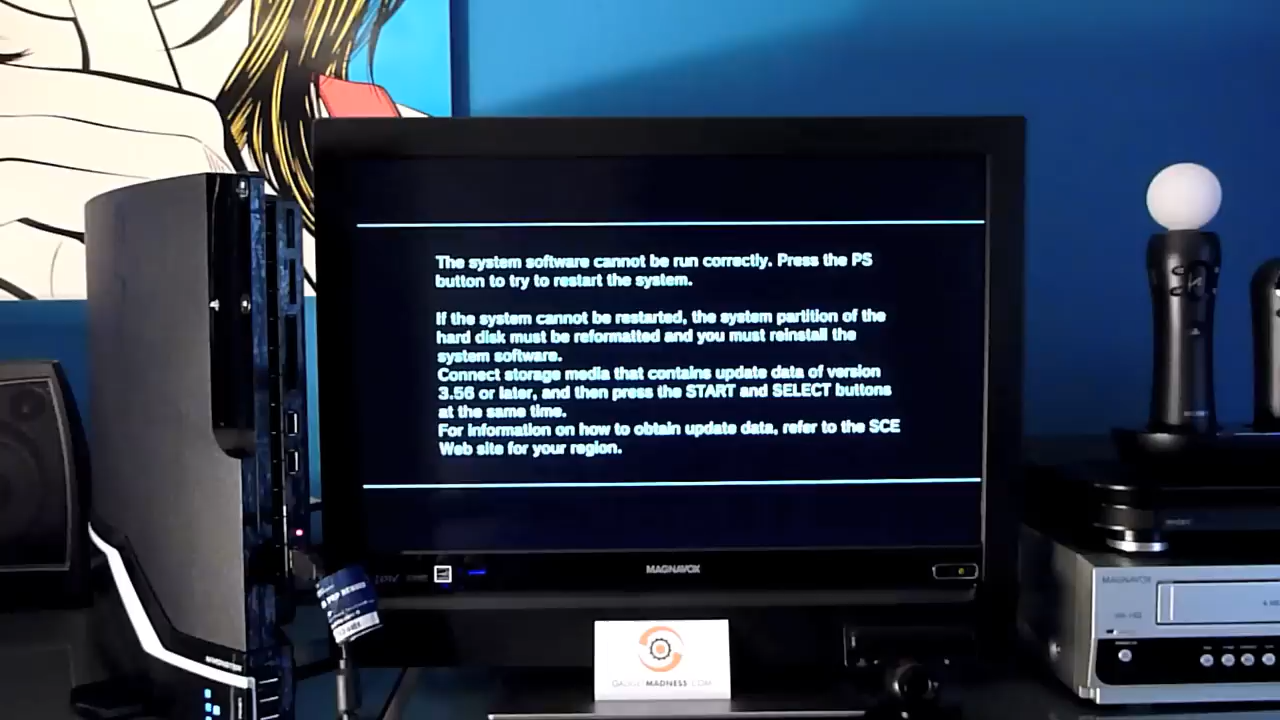 The system software cannot be run correctly. Press the PS
button to try to restart the system.
If the system cannot be restarted, the system partition of the
hard disk must be reformatted and you must reinstall the
system software.
Connect storage media that contains update data of version
3.56 or later, and then press the START and SELECT buttons
at the same time.
For information on how to obtain update data, refer to the SCE
Web site for your region.
MAGNAVOX
MAGNAVOX
GADGETMADNESS.COM